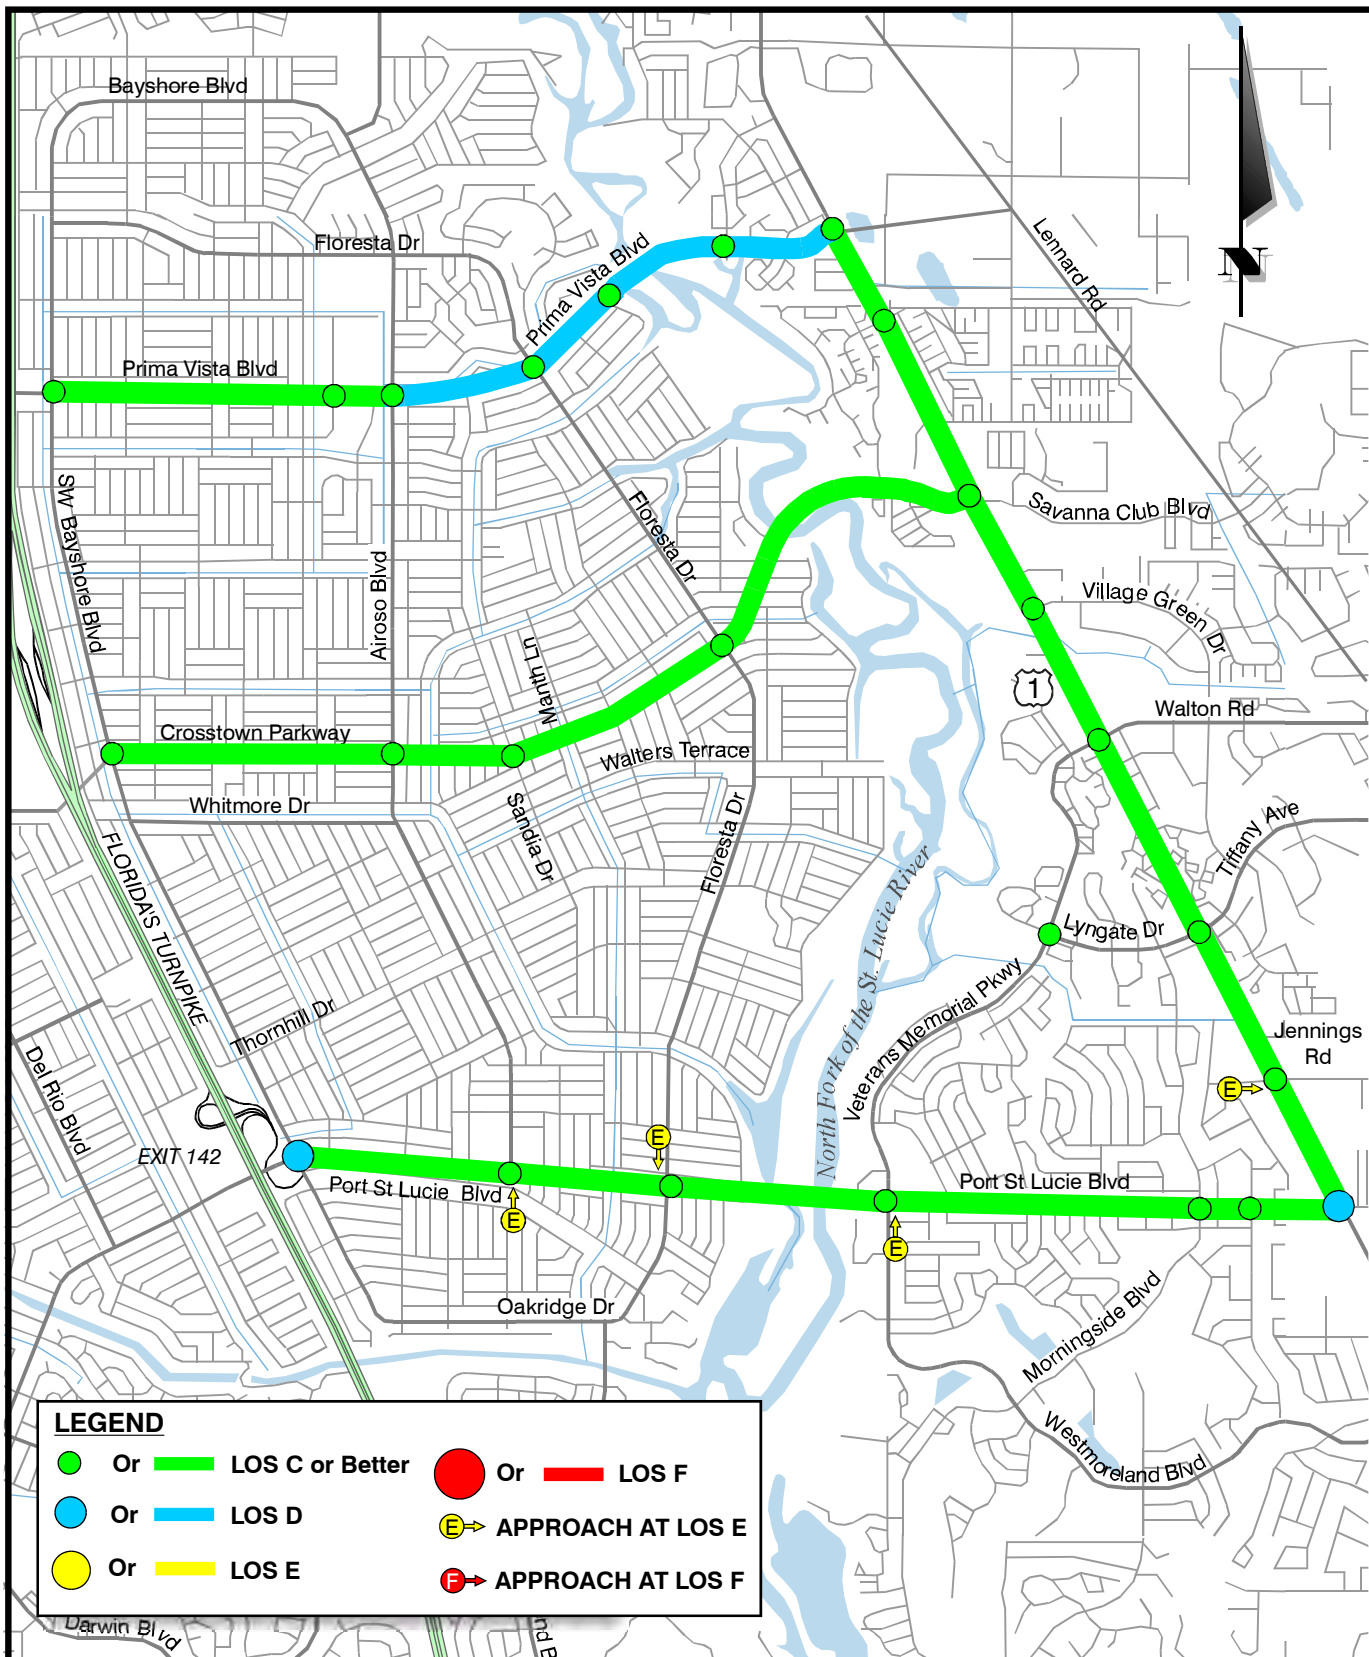 Bayshore Blvd
N
Lennard Rd
Floresta Dr
Prima Vista Blvd
Prima Vista Blvd
SW Bayshore Blvd
Airoso Blvd
Floresta Dr
Savanna Club Blvd
Village Green Dr
Manth Ln
1
Walton Rd
Crosstown Parkway
Walters Terrace
Whitmore Dr
Sandia Dr
Floresta Dr
Tiffany Ave
FLORIDA'S TURNPIKE
North Fork of the St. Lucie River
Lyngate Dr
Veterans Memorial Pkwy
Thornhill Dr
Jennings
Rd
Del Rio Blvd
E
E
EXIT 142
Port St Lucie Blvd
Port St Lucie Blvd
E
E
Oakridge Dr
Morningside Blvd
Westmoreland Blvd
LEGEND
Or LOS C or Better
Or LOS F
Or LOS D
E APPROACH AT LOS E
Or LOS E
F APPROACH AT LOS F
Darwin Blvd
nd B